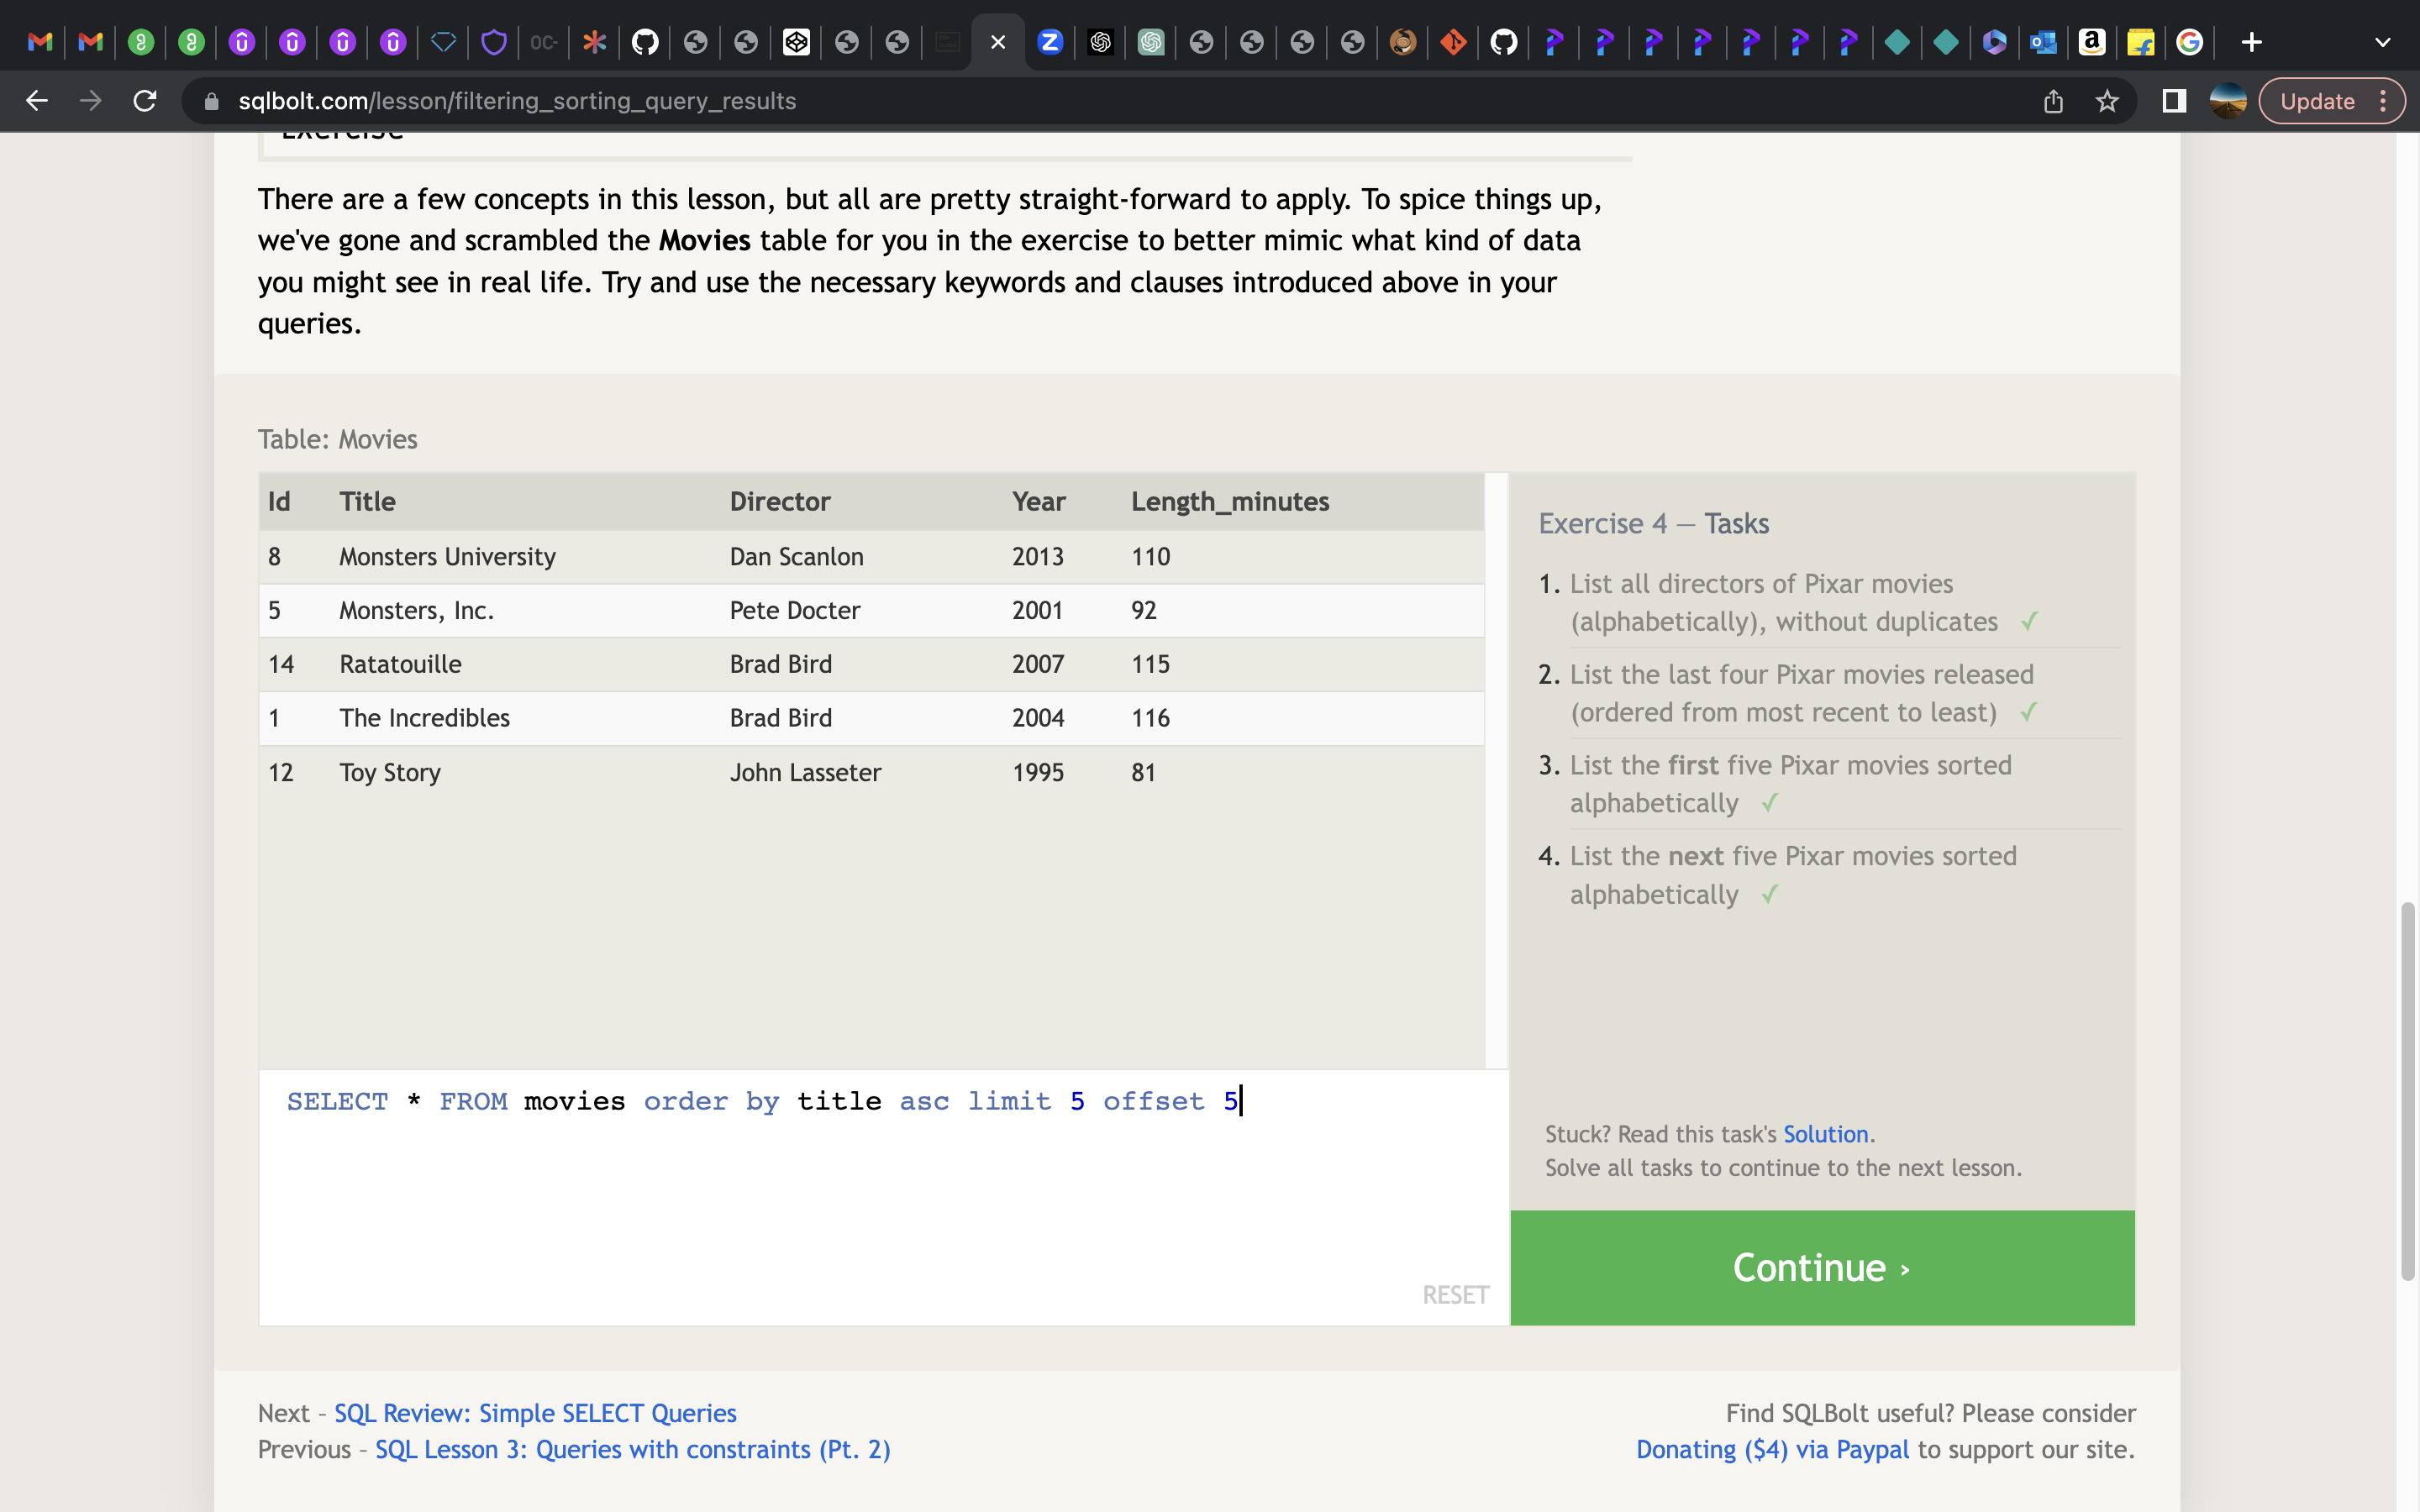 OC-
sqlbolt.com/lesson/filtering_sorting_query_results
Update
Exercise
There are a few concepts in this lesson, but all are pretty straight-forward to apply. To spice things up,
we've gone and scrambled the Movies table for you in the exercise to better mimic what kind of data
you might see in real life. Try and use the necessary keywords and clauses introduced above in your
queries.
Table: Movies
Id Title Director Year Length_minutes
8 Monsters University Dan Scanlon 2013 110
5 Monsters, Inc. Pete Docter 2001 92
14 Ratatouille Brad Bird 2007 115
1 The Incredibles Brad Bird 2004 116
12 Toy Story John Lasseter 1995 81
SELECT * FROM movies order by title asc limit 5 offset 5
RESET
Exercise 4 — Tasks
1. List all directors of Pixar movies
(alphabetically), without duplicates ✓
2. List the last four Pixar movies released
(ordered from most recent to least) ✓
3. List the first five Pixar movies sorted
alphabetically ✓
4. List the next five Pixar movies sorted
alphabetically ✓
Stuck? Read this task's Solution.
Solve all tasks to continue to the next lesson.
Continue ›
Next – SQL Review: Simple SELECT Queries
Previous – SQL Lesson 3: Queries with constraints (Pt. 2)
Find SQLBolt useful? Please consider
Donating ($4) via Paypal to support our site.